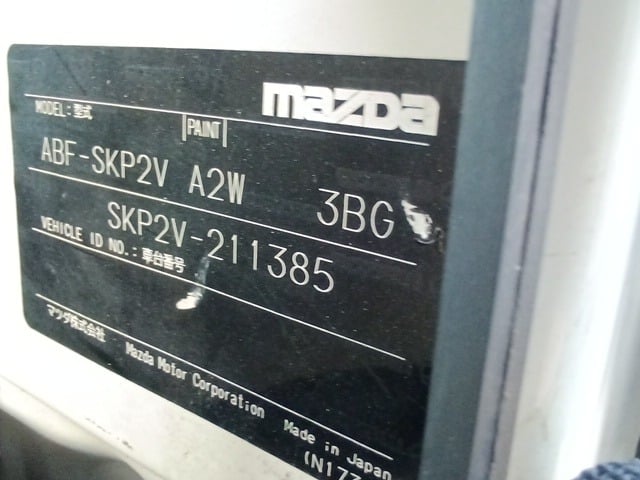 mazda
MODEL:型式
PAINT
ABF-SKP2V A2W 3BG
SKP2V-211385
VEHICLE ID NO.:車台番号
マツダ株式会社 Mazda Motor Corporation Made in Japan
(N173